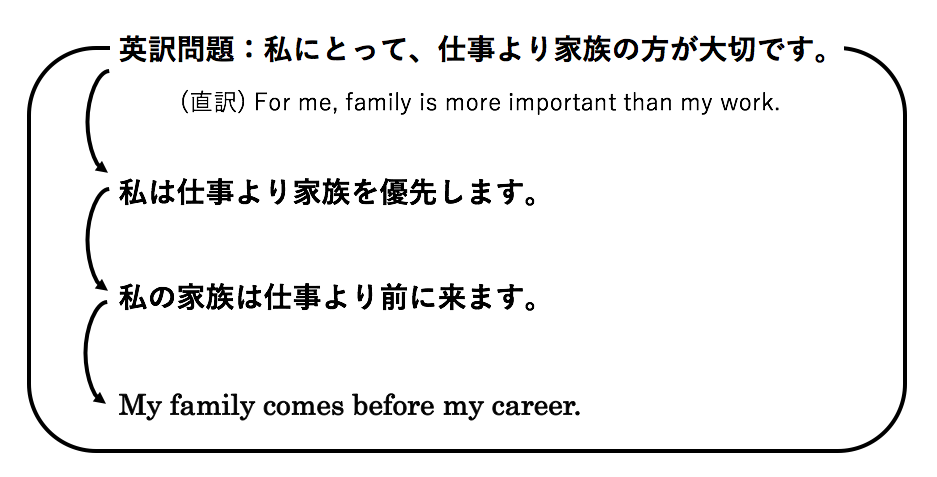 英訳問題：私にとって、仕事より家族の方が大切です。
(直訳) For me, family is more important than my work.
私は仕事より家族を優先します。
私の家族は仕事より前に来ます。
My family comes before my career.